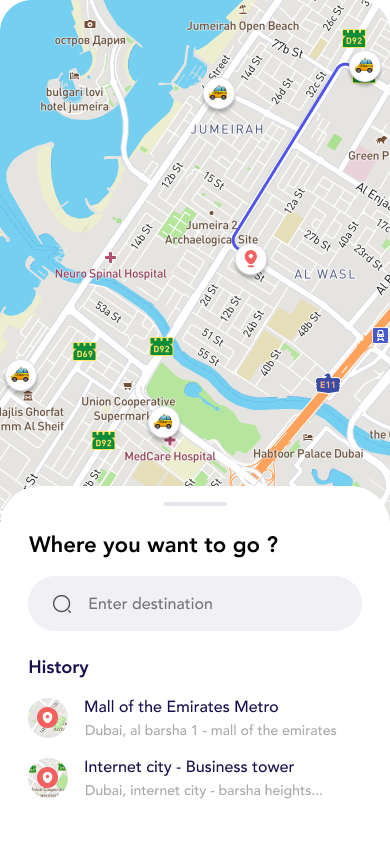 Jumeirah Open Beach
26c St
остров Дария
77b St
D92
Street
14d St
32c St
bulgari lovi
hotel jumeira
26d St
JUMEIRAH
Green P
12b St
15 St
Al Enja
12a St
Jumeira 2
Archaelogical Site
40a St
14b St
27b St
23rd St
Neuro Spinal Hospital
AL WASL
2d St
53a St
12b St
24b St
48b St
51 St
D69
D92
55 St
40b St
E11
Union Cooperative
Supermark
Majlis Ghorfat
mm Al Sheif
D92
MedCare Hospital
Habtoor Palace Dubai
the
Where you want to go ?
Enter destination
History
Mall of the Emirates Metro
Dubai, al barsha 1 - mall of the emirates
Internet city - Business tower
Dubai, internet city - barsha heights...